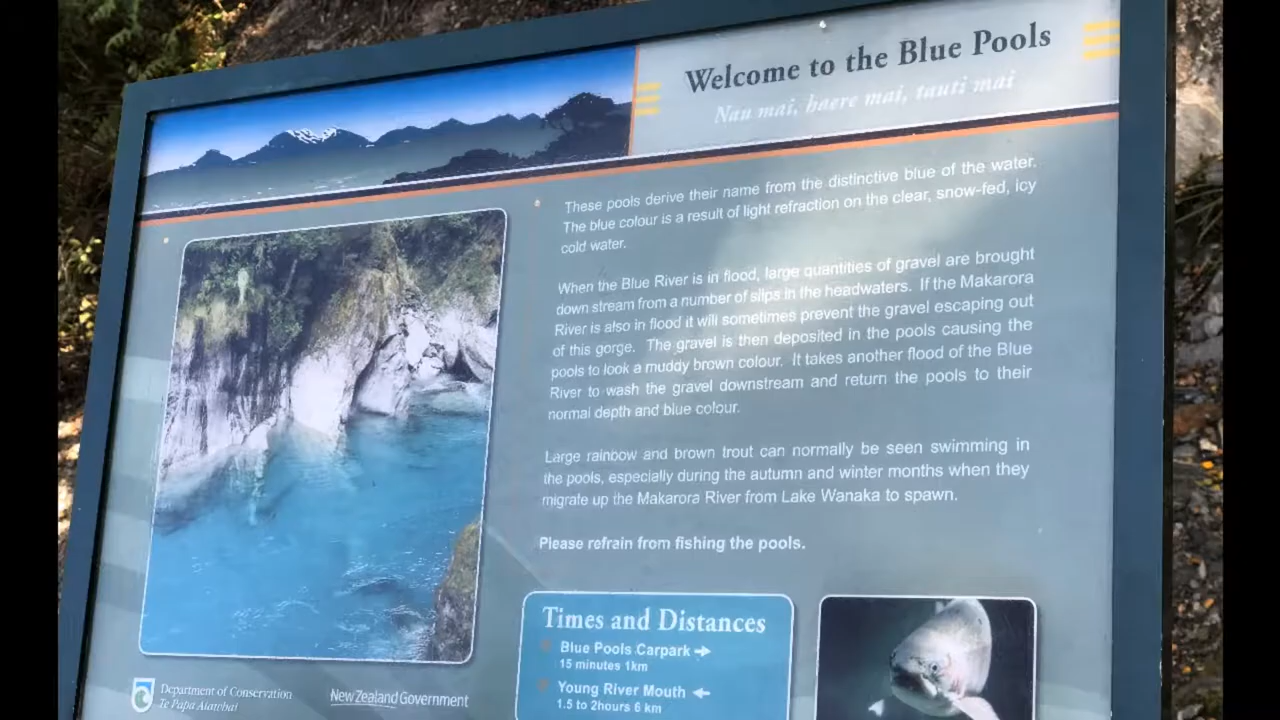 Welcome to the Blue Pools
Nau mai, haere mai, tauti mai
These pools derive their name from the distinctive blue of the water.
The blue colour is a result of light refraction on the clear, snow-fed, icy
cold water.
When the Blue River is in flood, large quantities of gravel are brought
down stream from a number of slips in the headwaters. If the Makarora
River is also in flood it will sometimes prevent the gravel escaping out
of this gorge. The gravel is then deposited in the pools causing the
pools to look a muddy brown colour. It takes another flood of the Blue
River to wash the gravel downstream and return the pools to their
normal depth and blue colour.
Large rainbow and brown trout can normally be seen swimming in
the pools, especially during the autumn and winter months when they
migrate up the Makarora River from Lake Wanaka to spawn.
Please refrain from fishing the pools.
Times and Distances
Blue Pools Carpark →
15 minutes 1km
Young River Mouth ←
1.5 to 2hours 6 km
Department of Conservation
Te Papa Atawhai
New Zealand Government